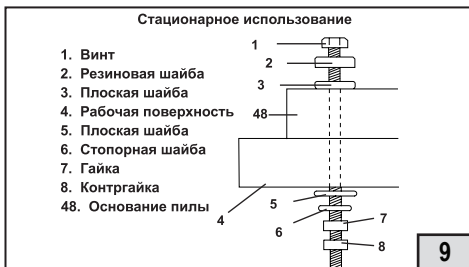 Стационарное использование
1. Винт
2. Резиновая шайба
3. Плоская шайба
4. Рабочая поверхность
5. Плоская шайба
6. Стопорная шайба
7. Гайка
8. Контргайка
48. Основание пилы
1
2
3
48
4
5
6
7
8
9